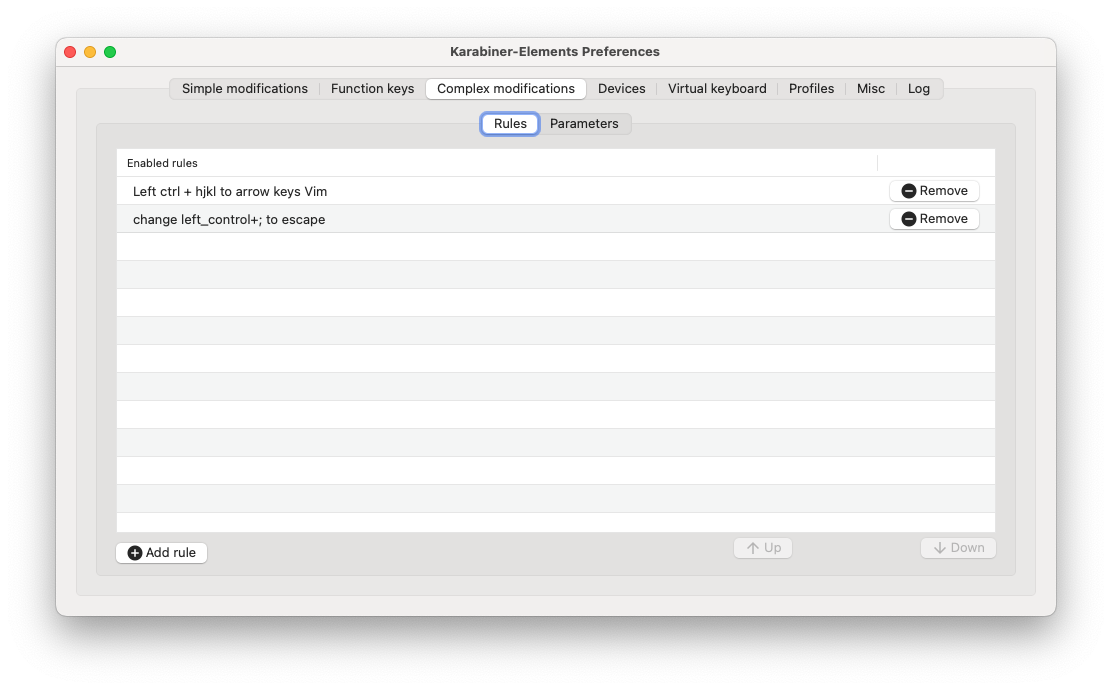 Karabiner-Elements Preferences
Simple modifications Function keys Complex modifications Devices Virtual keyboard Profiles Misc Log
Rules Parameters
Enabled rules
Left ctrl + hjkl to arrow keys Vim Remove
change left_control+; to escape Remove
Add rule Up Down